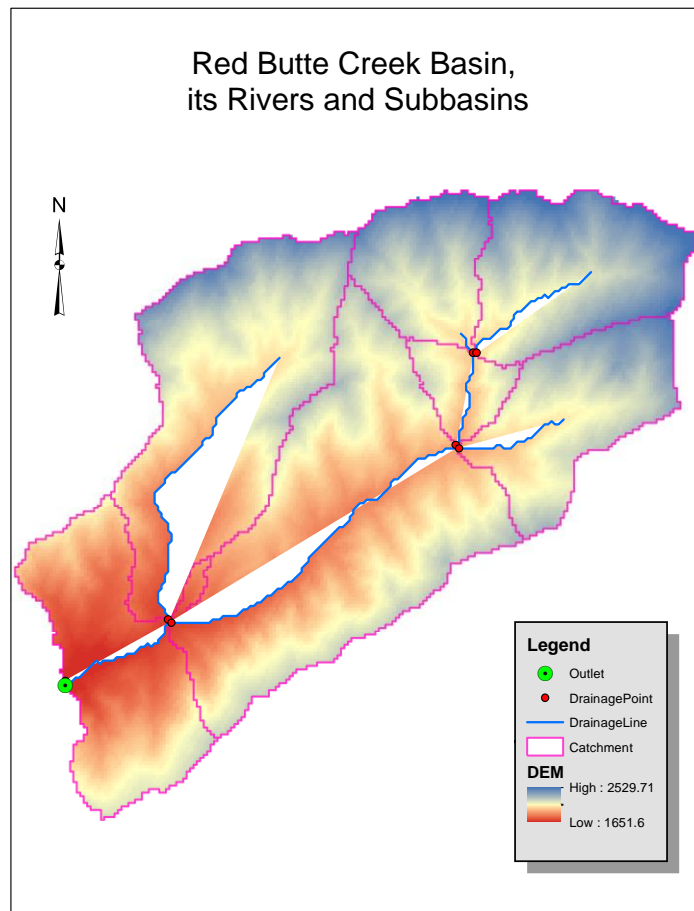 Red Butte Creek Basin,
its Rivers and Subbasins
N
Legend
Outlet
DrainagePoint
DrainageLine
Catchment
DEM
High : 2529.71
Low : 1651.6